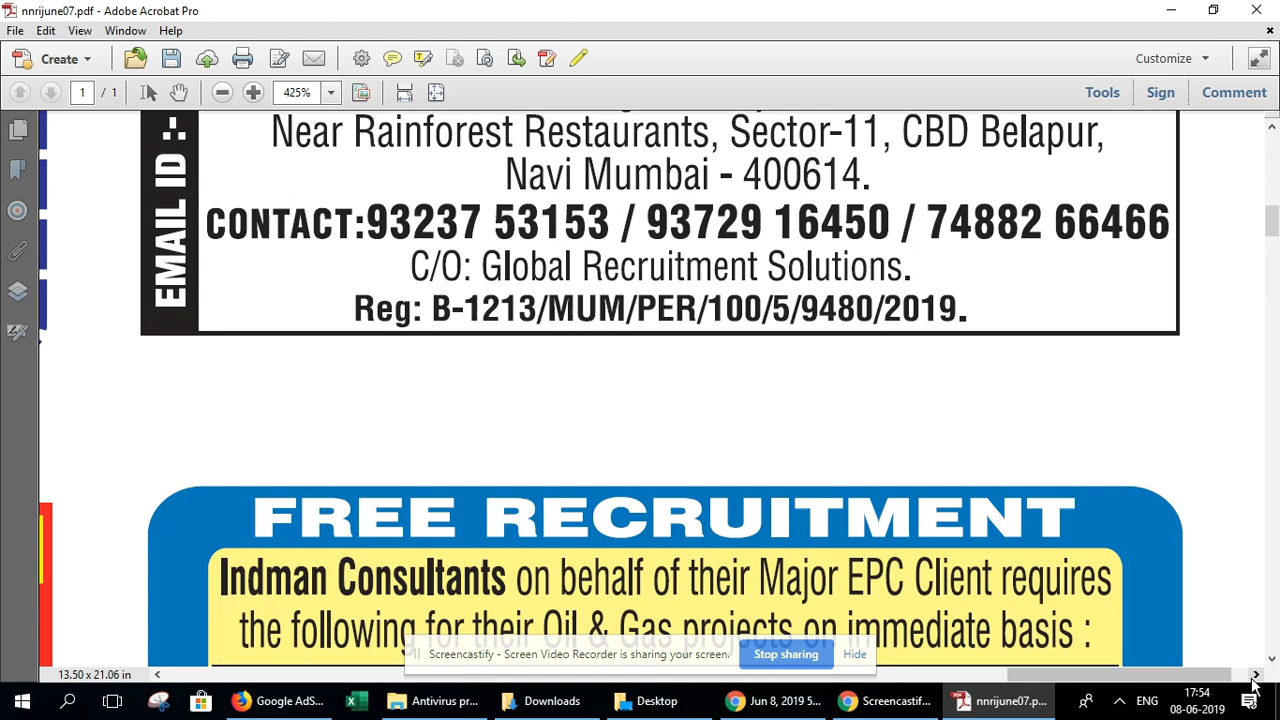 nnrijune07.pdf - Adobe Acrobat Pro
File Edit View Window Help
Create Customize
1 / 1 425% Tools Sign Comment
Near Rainforest Restaurants, Sector-11, CBD Belapur,
Navi Mumbai - 400614.
EMAIL ID :-
CONTACT:93237 53153 / 93729 16450 / 74882 66466
C/O: Global Recruitment Solutions.
Reg: B-1213/MUM/PER/100/5/9480/2019.
FREE RECRUITMENT
Indman Consultants on behalf of their Major EPC Client requires
the following for their Oil & Gas projects on immediate basis :
Screencastify - Screen Video Recorder is sharing your screen. Stop sharing Hide
13.50 x 21.06 in
Google AdS... Antivirus pr... Downloads Desktop Jun 8, 2019 5... Screencastif... nnrijune07.p... ENG 17:54
08-06-2019